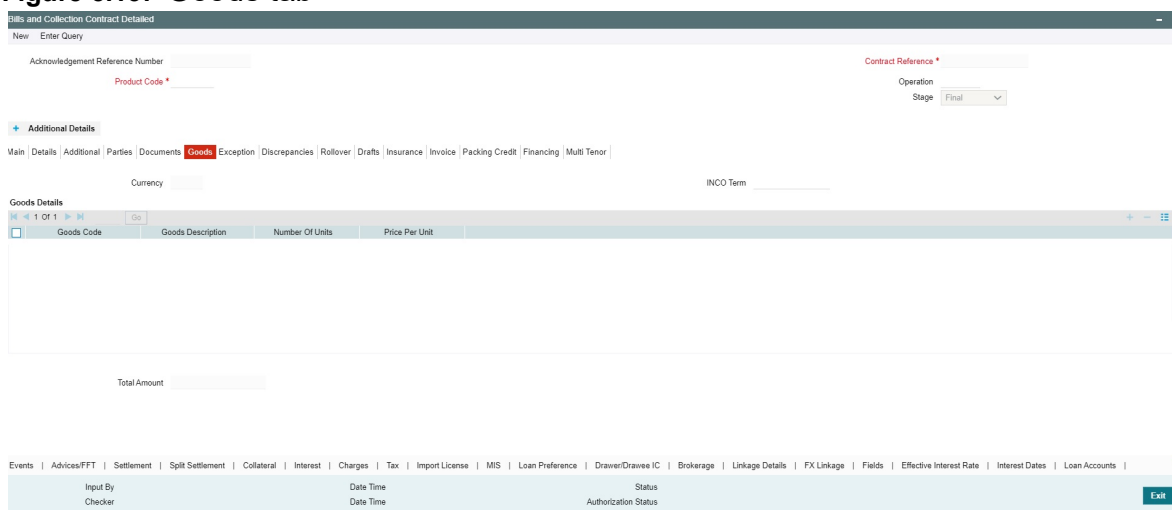 Bills and Collection Contract Detailed
New Enter Query
Acknowledgement Reference Number Contract Reference *
Product Code * Operation
Stage Final
+ Additional Details
Main Details Additional Parties Documents Goods Exception Discrepancies Rollover Drafts Insurance Invoice Packing Credit Financing Multi Tenor
Currency INCO Term
Goods Details
1 Of 1 Go
Goods Code Goods Description Number Of Units Price Per Unit
Total Amount
Events | Advices/FFT | Settlement | Split Settlement | Collateral | Interest | Charges | Tax | Import License | MIS | Loan Preference | Drawer/Drawee IC | Brokerage | Linkage Details | FX Linkage | Fields | Effective Interest Rate | Interest Dates | Loan Accounts |
Input By Date Time Status
Checker Date Time Authorization Status
Exit